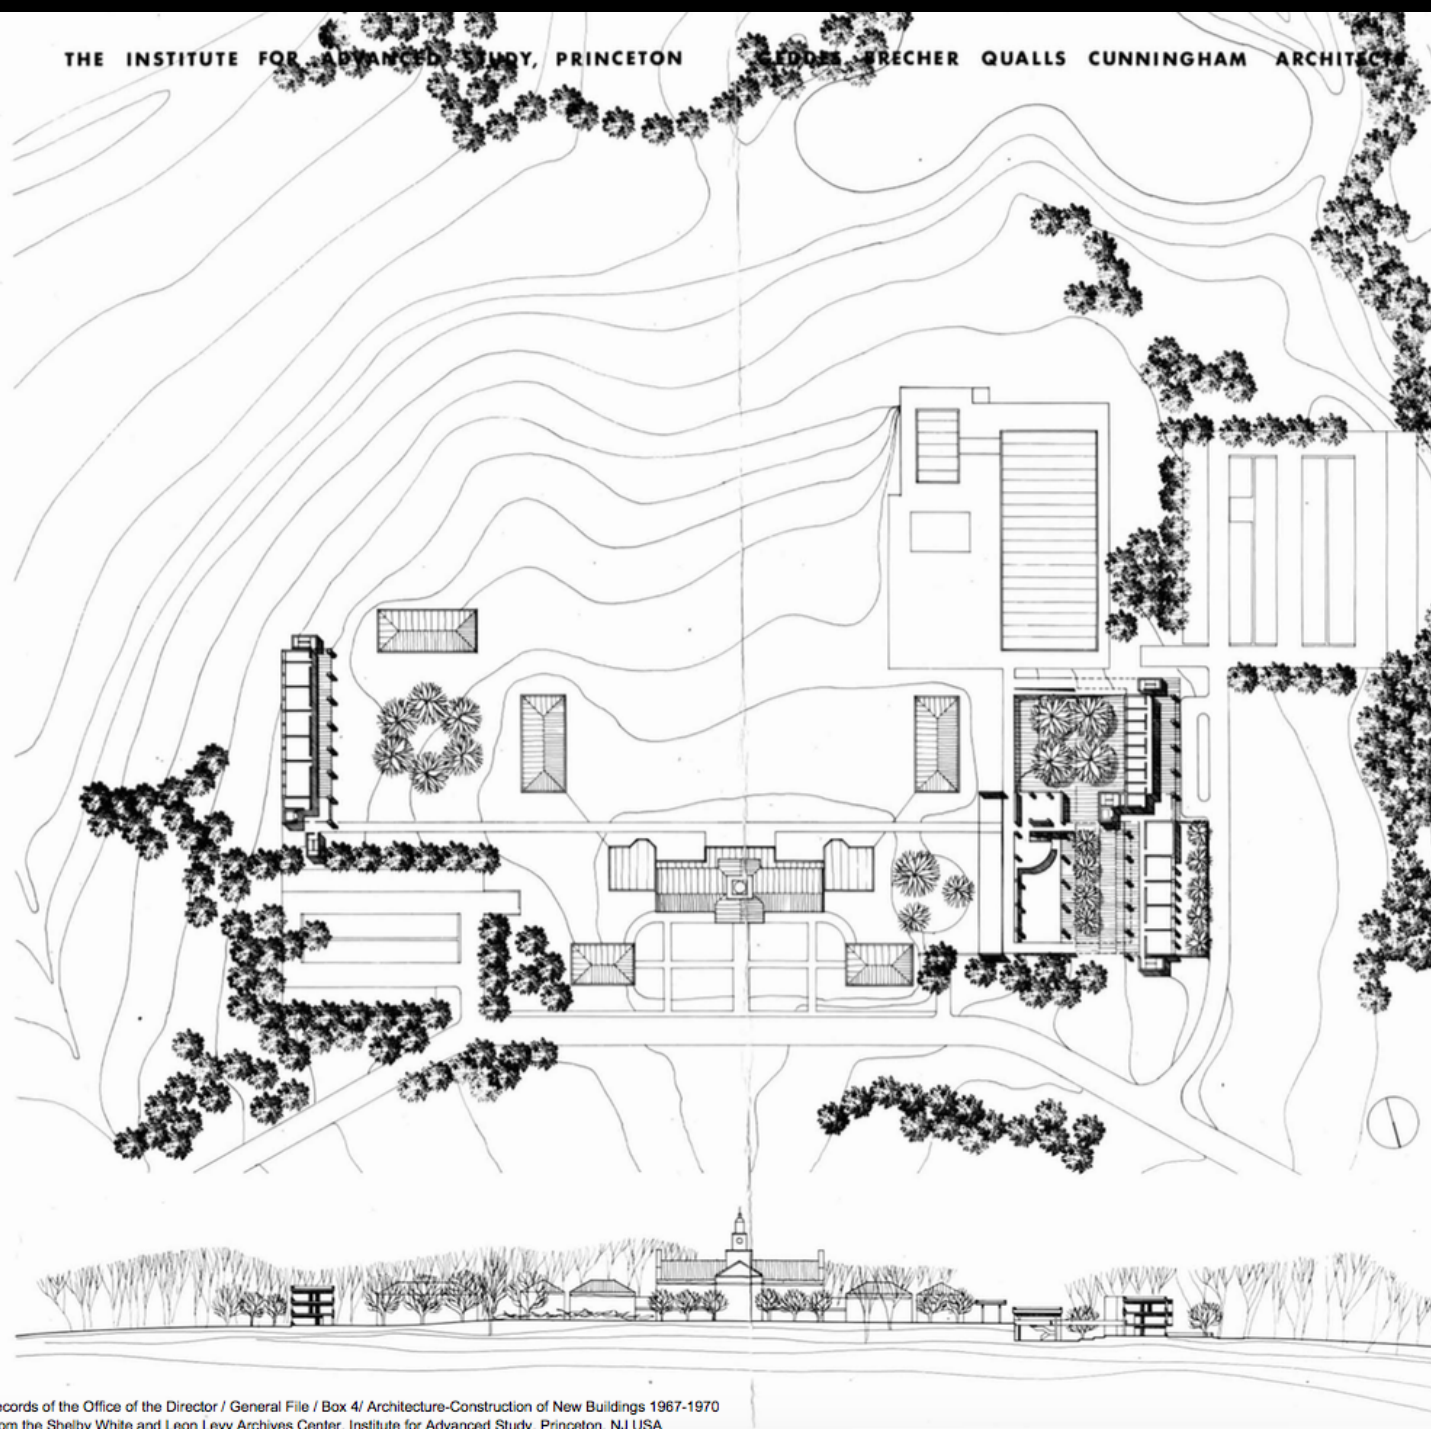 THE INSTITUTE FOR ADVANCED STUDY, PRINCETON GEDDES BRECHER QUALLS CUNNINGHAM ARCHITECTS
ecords of the Office of the Director / General File / Box 4/ Architecture-Construction of New Buildings 1967-1970
om the Shelby White and Leon Levy Archives Center, Institute for Advanced Study, Princeton, NJ USA